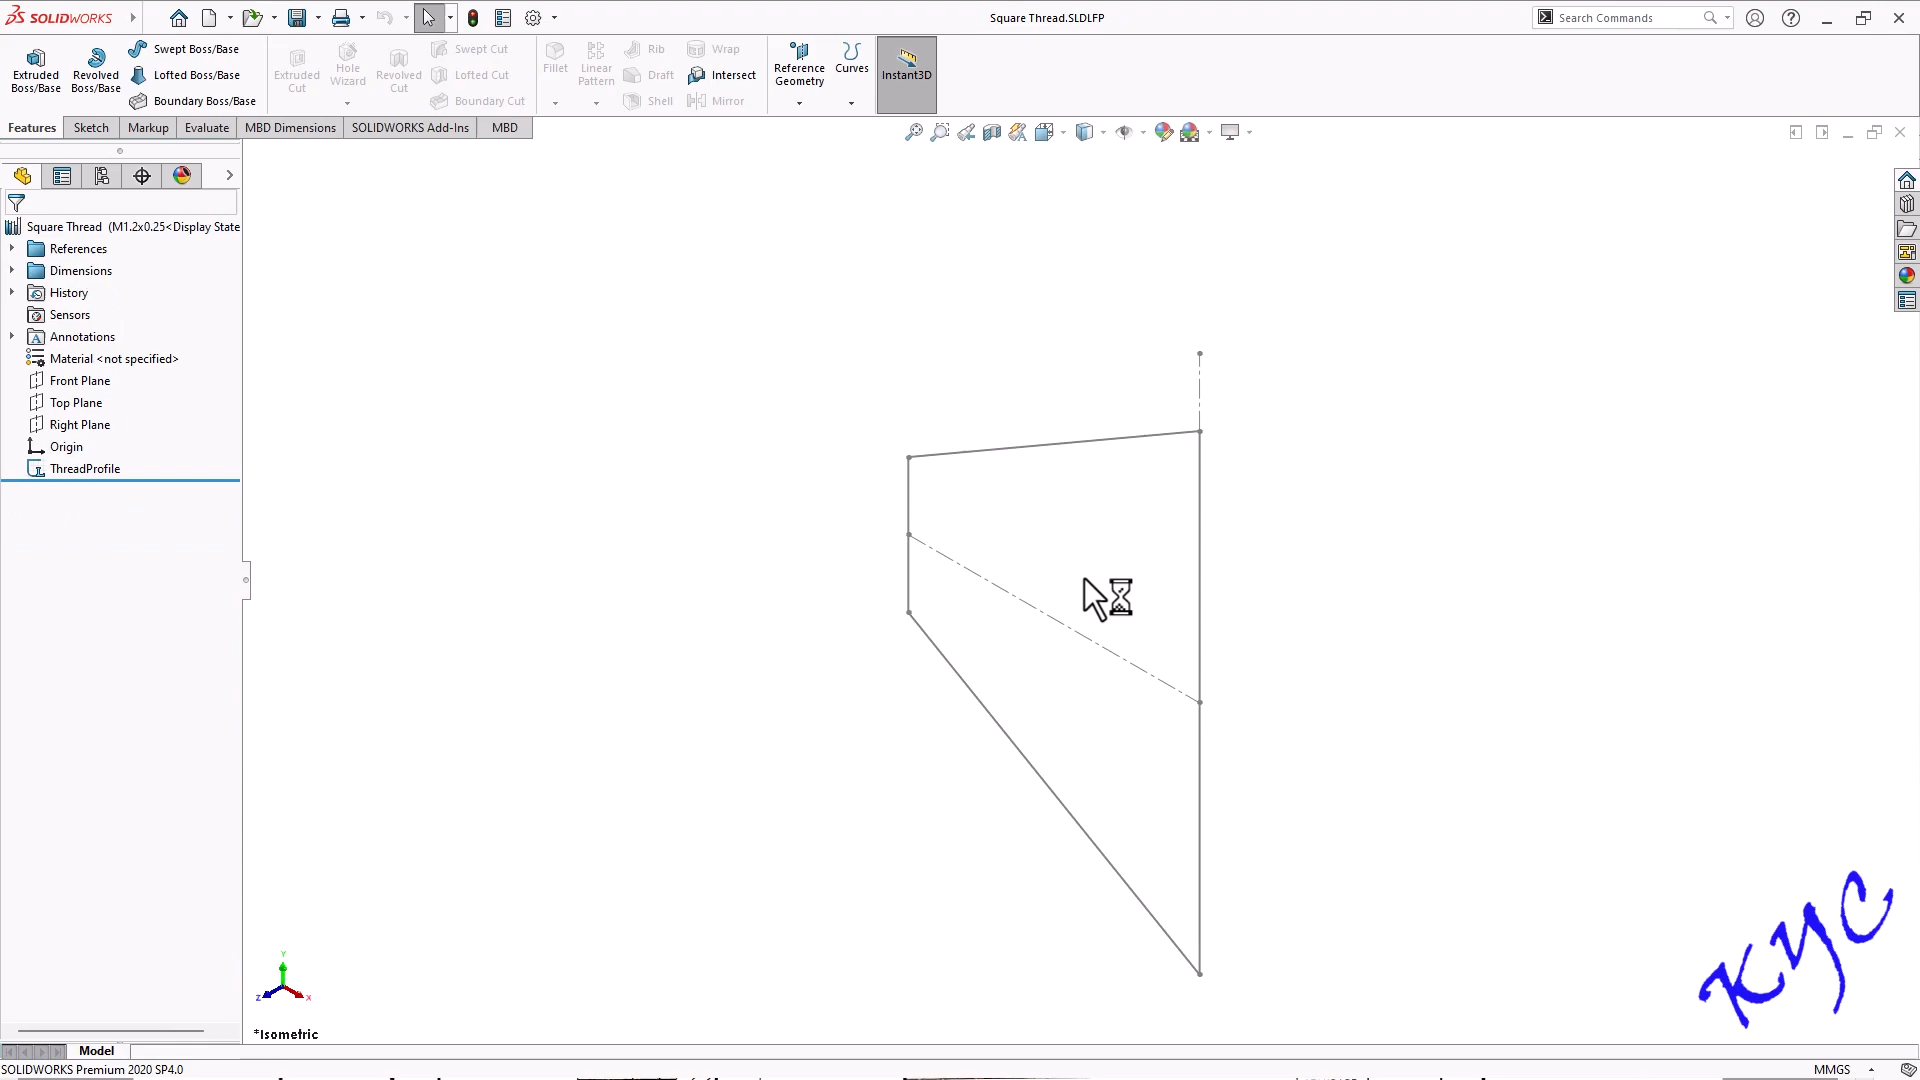 SOLIDWORKS
Square Thread.SLDLFP
Search Commands
Extruded Boss/Base
Revolved Boss/Base
Swept Boss/Base
Lofted Boss/Base
Boundary Boss/Base
Extruded Cut
Hole Wizard
Revolved Cut
Swept Cut
Lofted Cut
Boundary Cut
Fillet
Linear Pattern
Rib
Draft
Shell
Wrap
Intersect
Mirror
Reference Geometry
Curves
Instant3D
Features
Sketch
Markup
Evaluate
MBD Dimensions
SOLIDWORKS Add-Ins
MBD
Square Thread (M1.2x0.25<Display State
References
Dimensions
History
Sensors
Annotations
Material <not specified>
Front Plane
Top Plane
Right Plane
Origin
ThreadProfile
Y
Z
X
*Isometric
KYC
Model
SOLIDWORKS Premium 2020 SP4.0
MMGS